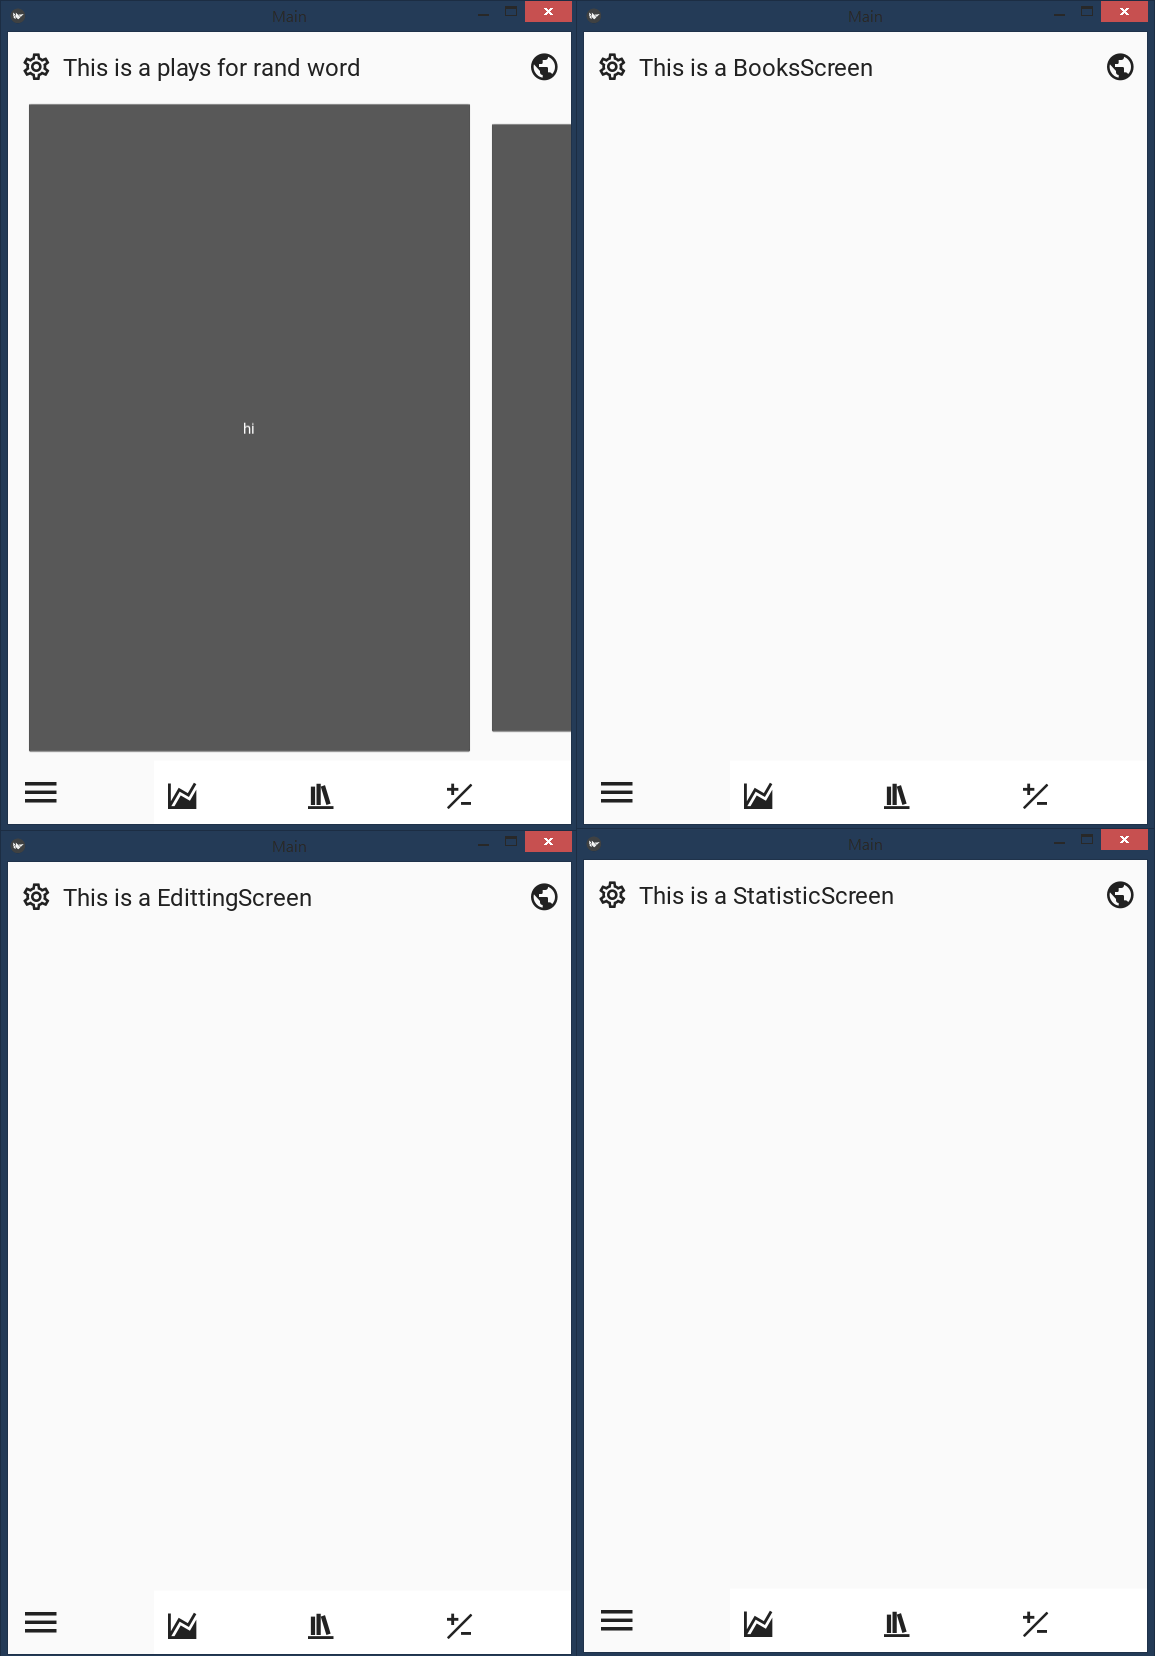 Main
This is a plays for rand word
hi
Main
This is a BooksScreen
Main
This is a EdittingScreen
Main
This is a StatisticScreen